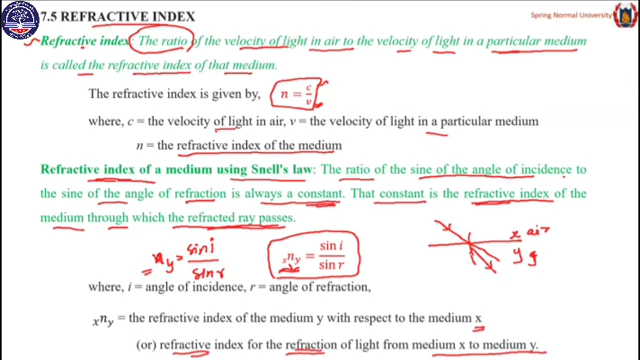 7.5 REFRACTIVE INDEX
Spring Normal University
Refractive index: The ratio of the velocity of light in air to the velocity of light in a particular medium
is called the refractive index of that medium.
The refractive index is given by, n = c/v
where, c = the velocity of light in air, v = the velocity of light in a particular medium
n = the refractive index of the medium
Refractive index of a medium using Snell's law: The ratio of the sine of the angle of incidence
to the sine of the angle of refraction is always a constant. That constant is the refractive index of the
medium through which the refracted ray passes.
x air
y g
= ny = sin i / sin r
xny = sin i / sin r
where, i = angle of incidence, r = angle of refraction,
xny = the refractive index of the medium y with respect to the medium x
(or) refractive index for the refraction of light from medium x to medium y.